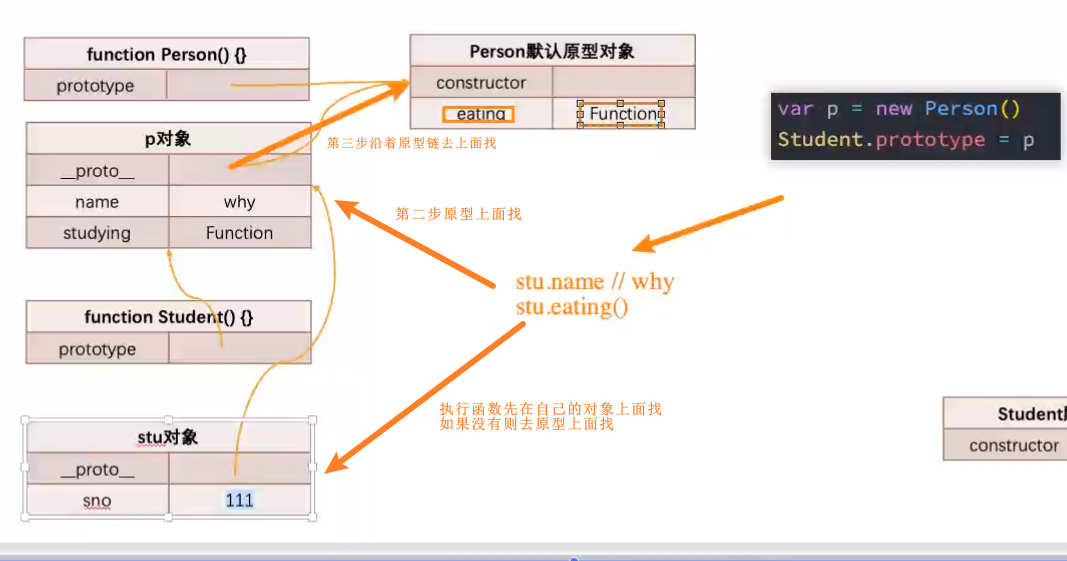 function Person() {}
prototype
Person默认原型对象
constructor
eating Function
var p = new Person()
Student.prototype = p
p对象
__proto__
name why
studying Function
第三步沿着原型链去上面找
第二步原型上面找
stu.name // why
stu.eating()
function Student() {}
prototype
执行函数先在自己的对象上面找
如果没有则去原型上面找
stu对象
__proto__
sno 111
Student
constructor